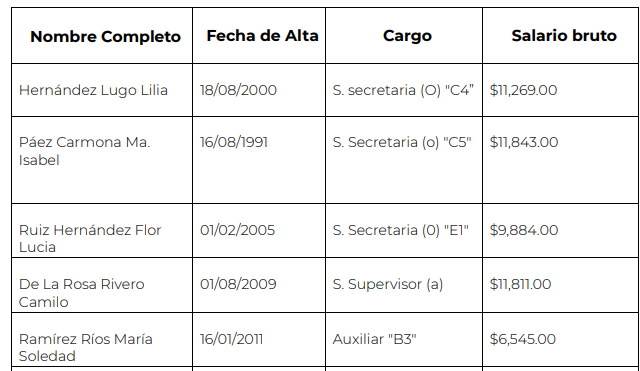 Nombre Completo Fecha de Alta Cargo Salario bruto
Hernández Lugo Lilia 18/08/2000 S. secretaria (O) "C4” $11,269.00
Páez Carmona Ma. 16/08/1991 S. Secretaria (o) "C5" $11,843.00
Isabel
Ruiz Hernández Flor 01/02/2005 S. Secretaria (0) "E1" $9,884.00
Lucia
De La Rosa Rivero 01/08/2009 S. Supervisor (a) $11,811.00
Camilo
Ramírez Ríos María 16/01/2011 Auxiliar "B3" $6,545.00
Soledad